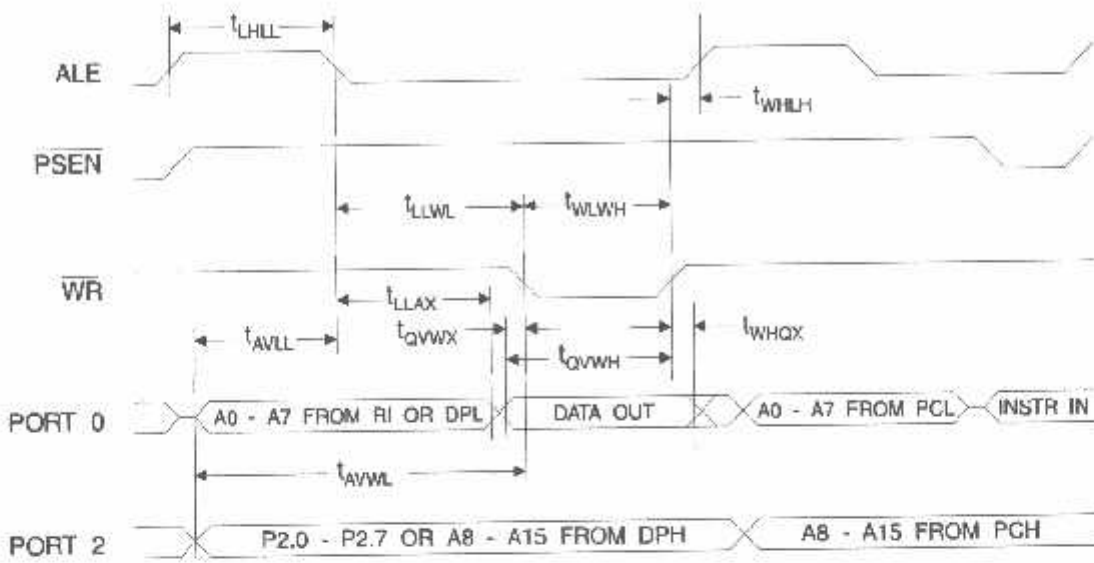 tLHLL
ALE
tWHLH
PSEN
tLLWL
tWLWH
WR
tLLAX
tQVWX
tWHQX
tAVLL
tQVWH
PORT 0
A0 - A7 FROM RI OR DPL
DATA OUT
A0 - A7 FROM PCL
INSTR IN
tAVWL
PORT 2
P2.0 - P2.7 OR A8 - A15 FROM DPH
A8 - A15 FROM PCH